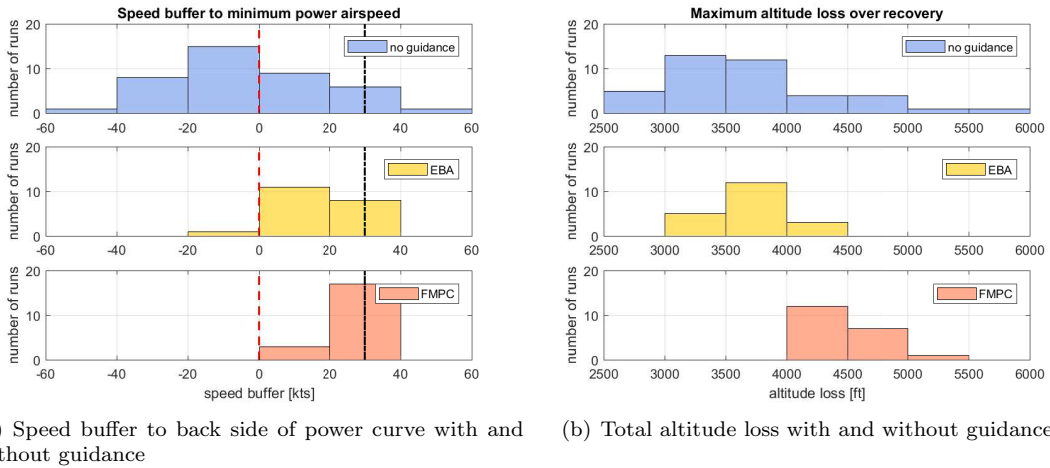 Speed buffer to minimum power airspeed
number of runs
20
10
0
no guidance
-60 -40 -20 0 20 40 60
number of runs
20
10
0
EBA
-60 -40 -20 0 20 40 60
number of runs
20
10
0
FMPC
-60 -40 -20 0 20 40 60
speed buffer [kts]
Maximum altitude loss over recovery
number of runs
20
10
0
no guidance
2500 3000 3500 4000 4500 5000 5500 6000
number of runs
20
10
0
EBA
2500 3000 3500 4000 4500 5000 5500 6000
number of runs
20
10
0
FMPC
2500 3000 3500 4000 4500 5000 5500 6000
altitude loss [ft]
) Speed buffer to back side of power curve with and
thout guidance
(b) Total altitude loss with and without guidance